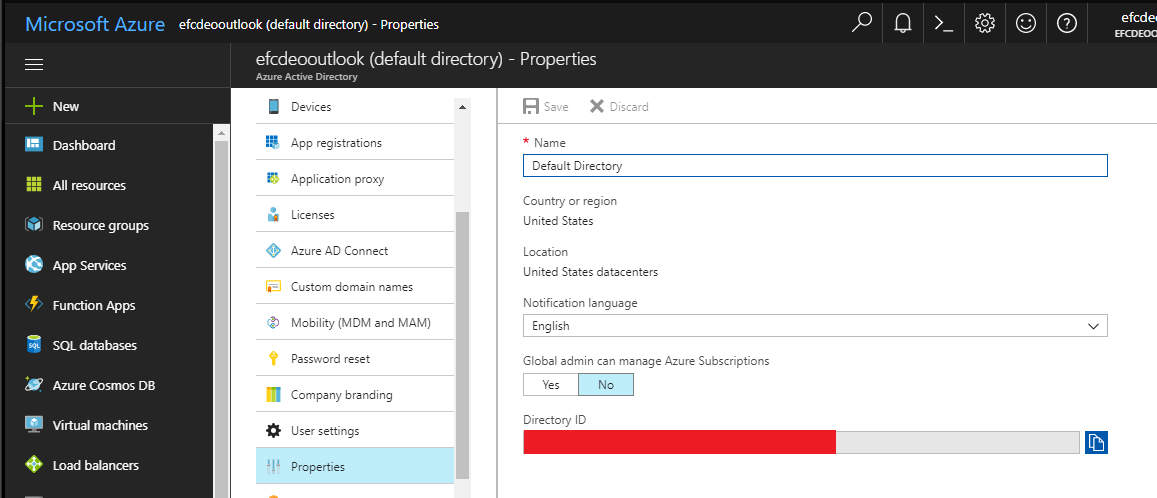 Microsoft Azure efcdeooutlook (default directory) - Properties
efcde
EFCDEOO
efcdeooutlook (default directory) - Properties
Azure Active Directory
New
Dashboard
All resources
Resource groups
App Services
Function Apps
SQL databases
Azure Cosmos DB
Virtual machines
Load balancers
Devices
App registrations
Application proxy
Licenses
Azure AD Connect
Custom domain names
Mobility (MDM and MAM)
Password reset
Company branding
User settings
Properties
Save Discard
* Name
Default Directory
Country or region
United States
Location
United States datacenters
Notification language
English
Global admin can manage Azure Subscriptions
Yes No
Directory ID